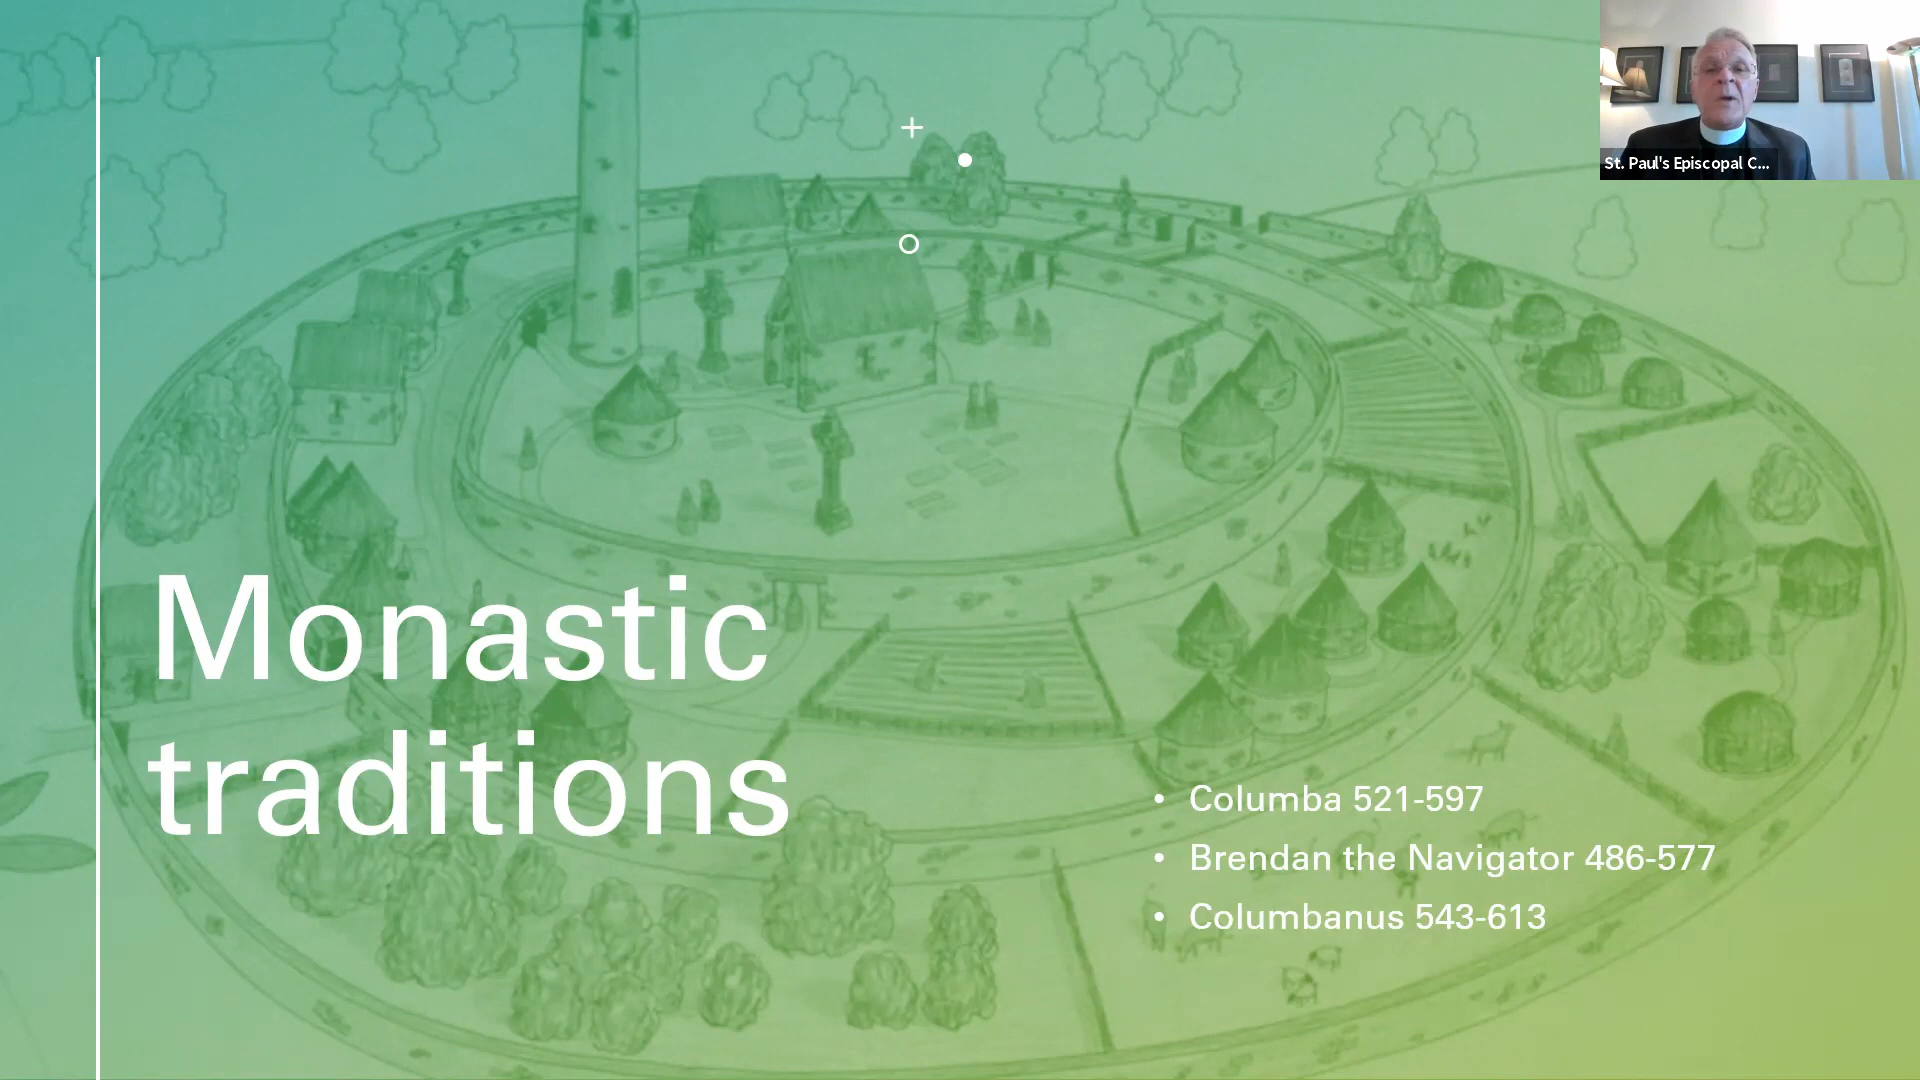 St. Paul's Episcopal C...
Monastic
traditions
• Columba 521-597
• Brendan the Navigator 486-577
• Columbanus 543-613